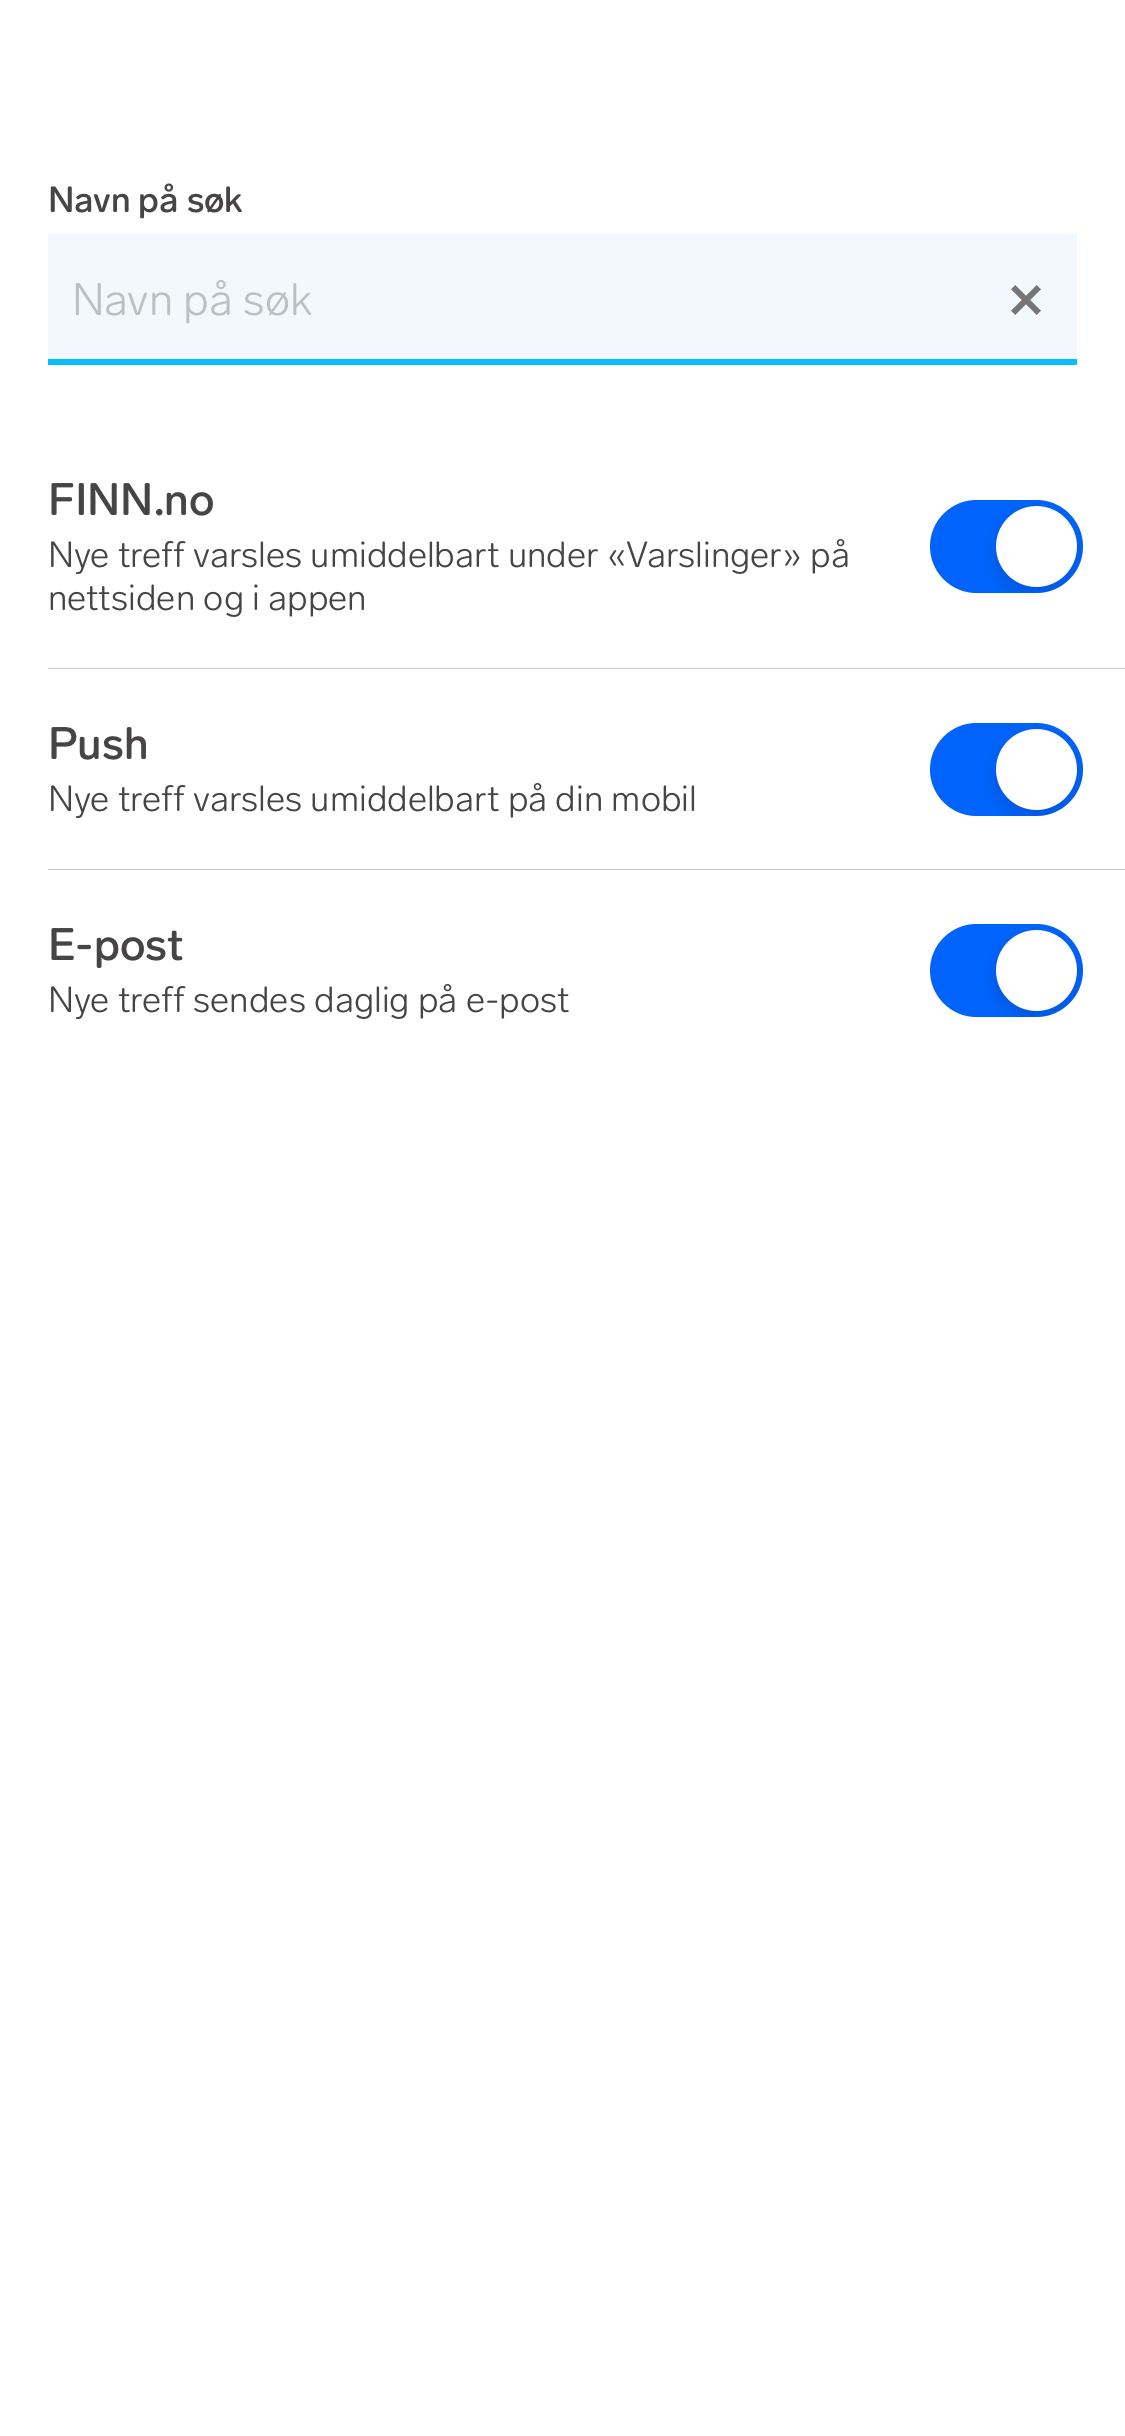 Navn på søk
Navn på søk
FINN.no
Nye treff varsles umiddelbart under «Varslinger» på
nettsiden og i appen
Push
Nye treff varsles umiddelbart på din mobil
E-post
Nye treff sendes daglig på e-post